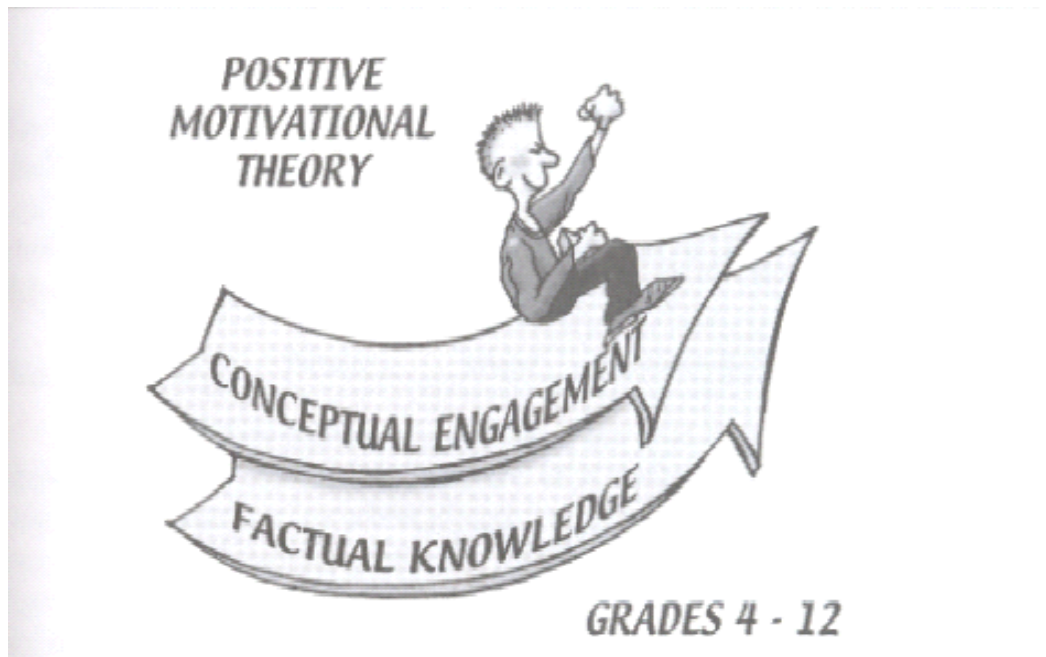 POSITIVE
MOTIVATIONAL
THEORY
CONCEPTUAL ENGAGEMENT
FACTUAL KNOWLEDGE
GRADES 4 - 12